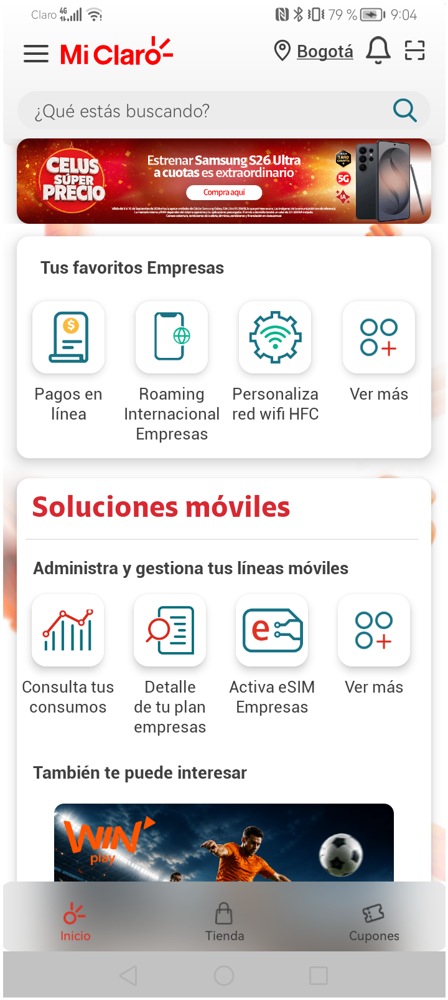 Claro 4G 79 % 9:04
Mi Claro
Bogotá
¿Qué estás buscando?
CELUS
SÚPER
PRECIO
Estrenar Samsung S26 Ultra
a cuotas es extraordinario
Compra aquí
1 AÑO
GARANTÍA
5G
IA
Tus favoritos Empresas
Pagos en
línea
Roaming
Internacional
Empresas
Personaliza
red wifi HFC
Ver más
Soluciones móviles
Administra y gestiona tus líneas móviles
Consulta tus
consumos
Detalle
de tu plan
empresas
e
Activa eSIM
Empresas
Ver más
También te puede interesar
WIN
play
Inicio
Tienda
Cupones